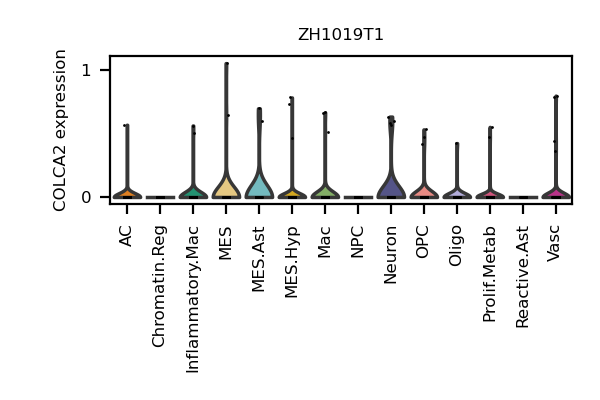 ZH1019T1
COLCA2 expression
1
0
AC
Chromatin.Reg
Inflammatory.Mac
MES
MES.Ast
MES.Hyp
Mac
NPC
Neuron
OPC
Oligo
Prolif.Metab
Reactive.Ast
Vasc